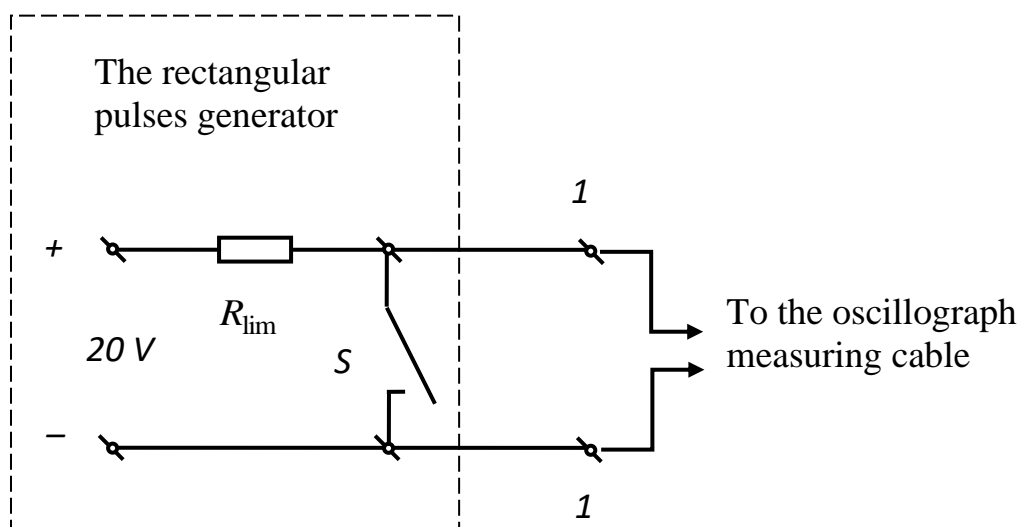 The rectangular
pulses generator
1
+
R_lim
To the oscillograph
measuring cable
20 V
S
−
1